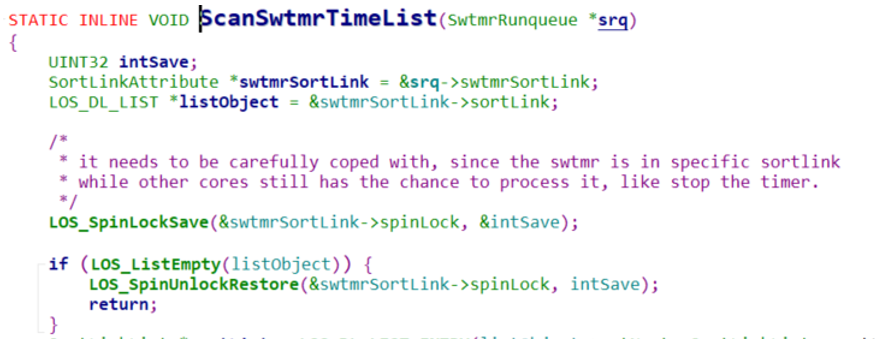 STATIC INLINE VOID ScanSwtmrTimeList(SwtmrRunqueue *srq)
{
    UINT32 intSave;
    SortLinkAttribute *swtmrSortLink = &srq->swtmrSortLink;
    LOS_DL_LIST *listObject = &swtmrSortLink->sortLink;

    /*
     * it needs to be carefully coped with, since the swtmr is in specific sortlink
     * while other cores still has the chance to process it, like stop the timer.
     */
    LOS_SpinLockSave(&swtmrSortLink->spinLock, &intSave);

    if (LOS_ListEmpty(listObject)) {
        LOS_SpinUnlockRestore(&swtmrSortLink->spinLock, intSave);
        return;
    }